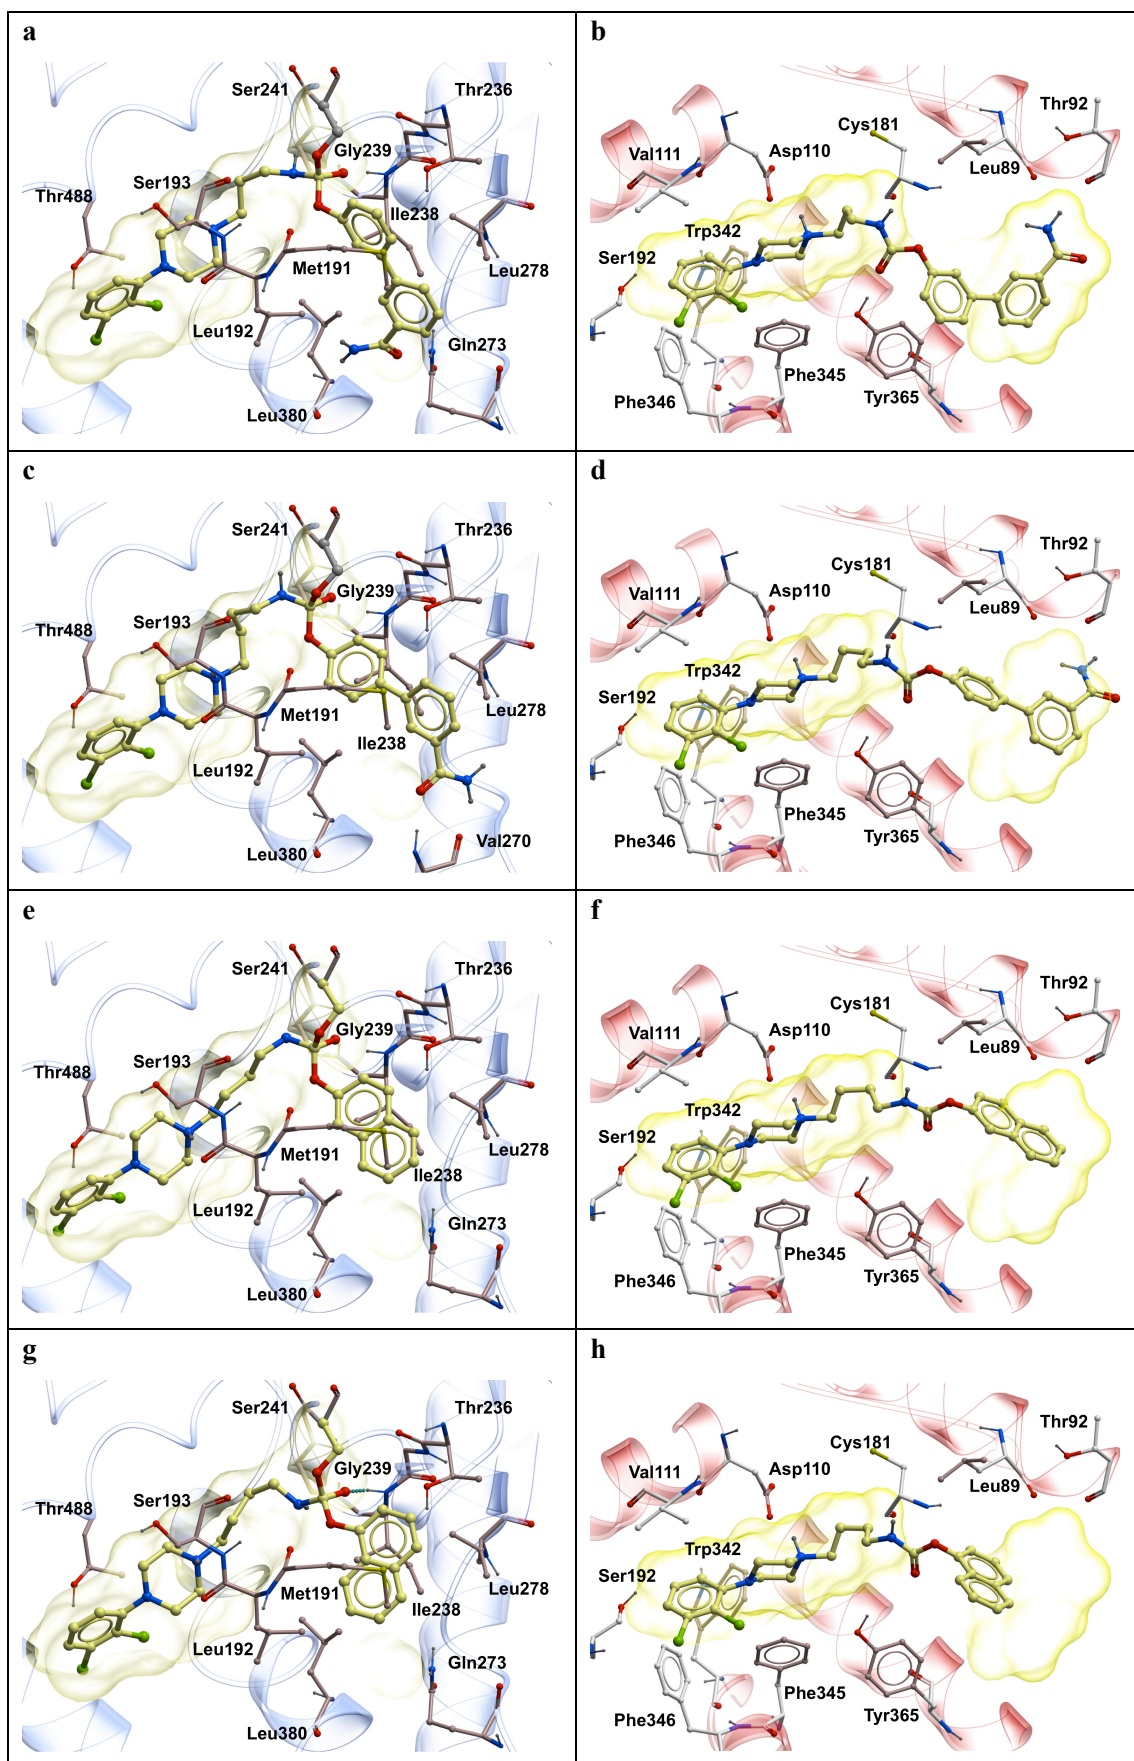 a
Ser241
Thr236
Gly239
Ser193
Thr488
Ile238
Met191
Leu278
Leu192
Gln273
Leu380
b
Thr92
Cys181
Val111
Asp110
Leu89
Trp342
Ser192
Phe345
Phe346
Tyr365
c
Ser241
Thr236
Gly239
Ser193
Thr488
Met191
Leu278
Ile238
Leu192
Leu380
Val270
d
Thr92
Cys181
Val111
Asp110
Leu89
Trp342
Ser192
Phe345
Phe346
Tyr365
e
Ser241
Thr236
Gly239
Ser193
Thr488
Met191
Leu278
Ile238
Leu192
Gln273
Leu380
f
Thr92
Cys181
Val111
Asp110
Leu89
Trp342
Ser192
Phe345
Phe346
Tyr365
g
Ser241
Thr236
Gly239
Ser193
Thr488
Met191
Leu278
Ile238
Leu192
Gln273
Leu380
h
Thr92
Cys181
Val111
Asp110
Leu89
Trp342
Ser192
Phe345
Phe346
Tyr365